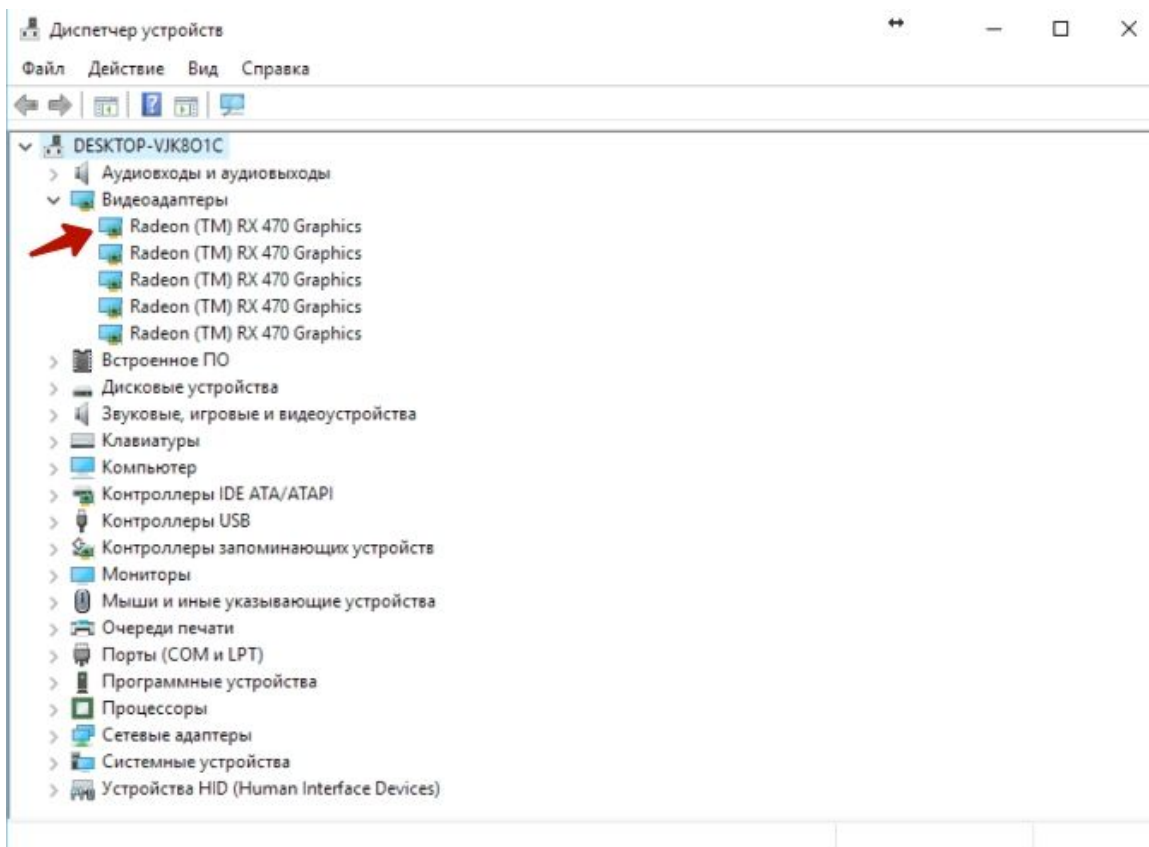 Диспетчер устройств
Файл Действие Вид Справка
DESKTOP-VJK8O1C
Аудиовходы и аудиовыходы
Видеоадаптеры
Radeon (TM) RX 470 Graphics
Radeon (TM) RX 470 Graphics
Radeon (TM) RX 470 Graphics
Radeon (TM) RX 470 Graphics
Radeon (TM) RX 470 Graphics
Встроенное ПО
Дисковые устройства
Звуковые, игровые и видеоустройства
Клавиатуры
Компьютер
Контроллеры IDE ATA/ATAPI
Контроллеры USB
Контроллеры запоминающих устройств
Мониторы
Мыши и иные указывающие устройства
Очереди печати
Порты (COM и LPT)
Программные устройства
Процессоры
Сетевые адаптеры
Системные устройства
Устройства HID (Human Interface Devices)